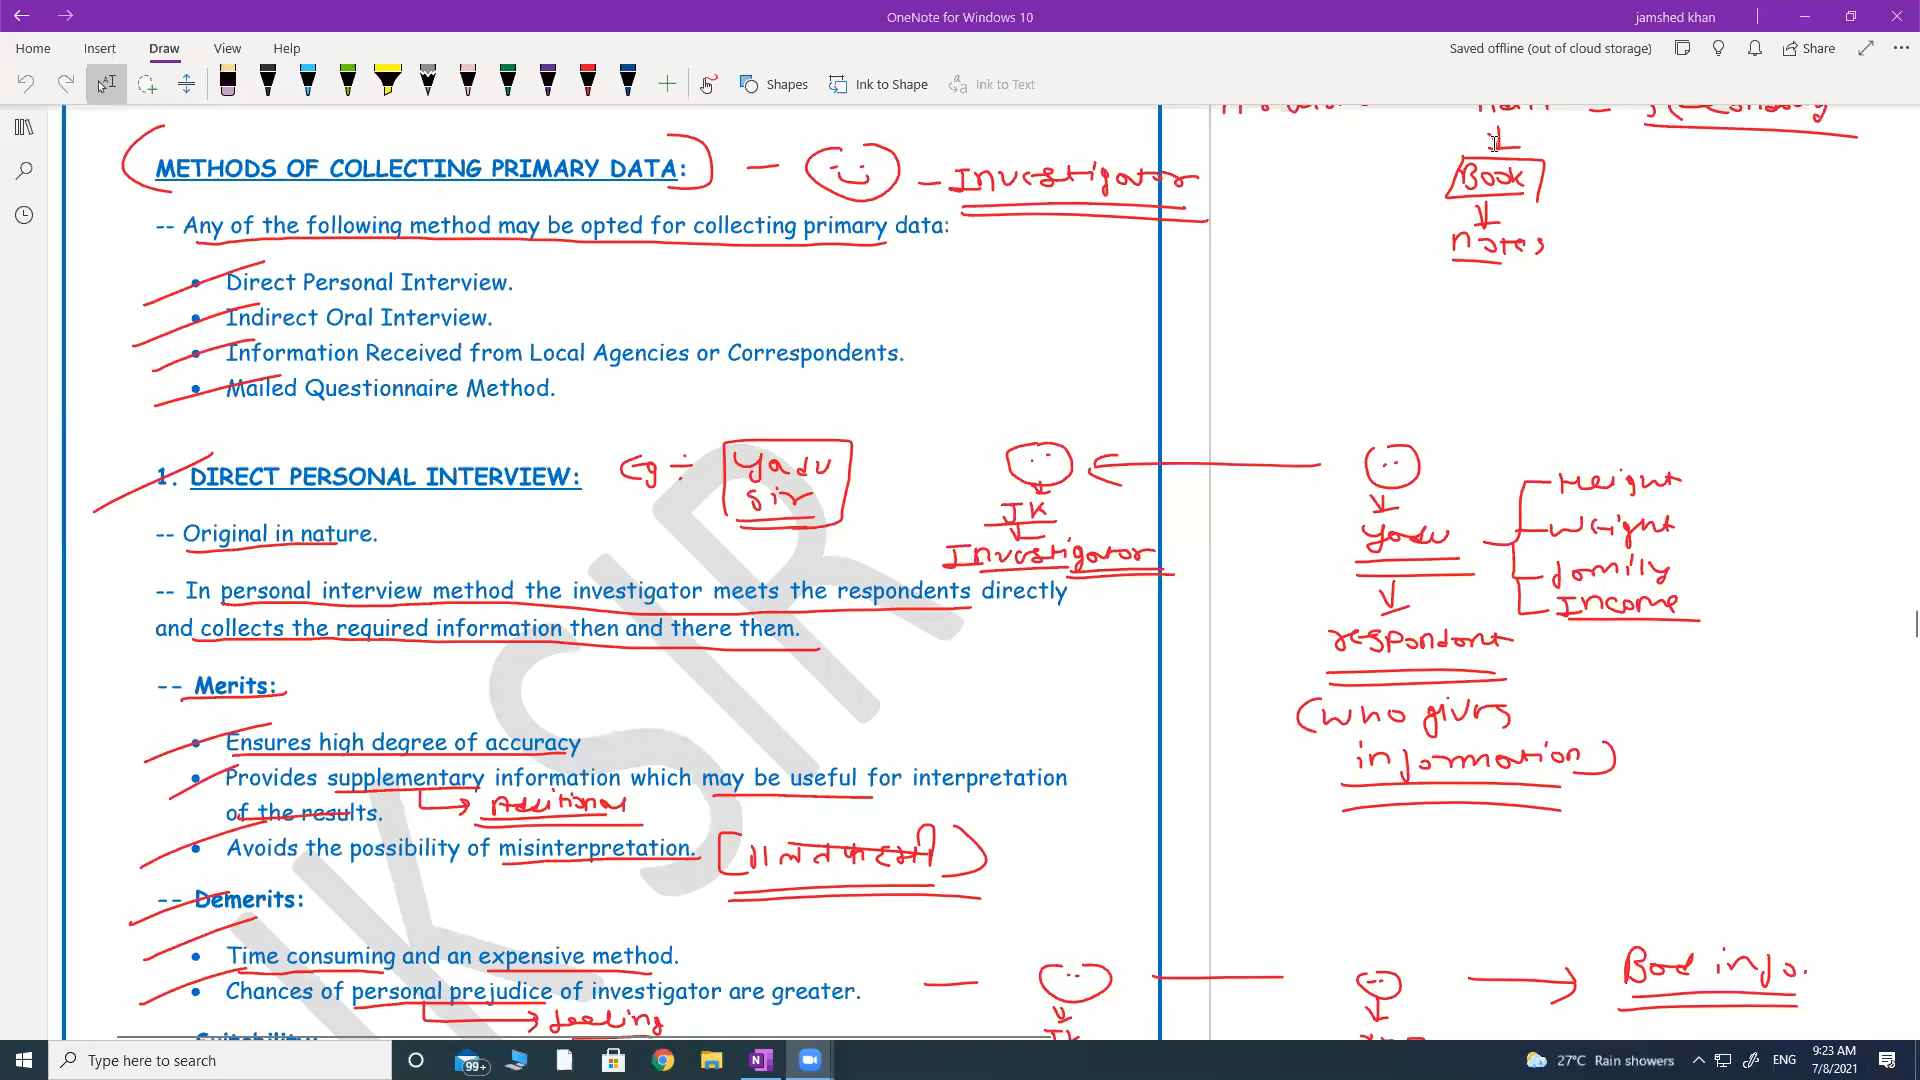 OneNote for Windows 10
jamshed khan
Home Insert Draw View Help
Saved offline (out of cloud storage)
Share
Shapes
Ink to Shape
Ink to Text
METHODS OF COLLECTING PRIMARY DATA:
- Investigator
Book
notes
-- Any of the following method may be opted for collecting primary data:
• Direct Personal Interview.
• Indirect Oral Interview.
• Information Received from Local Agencies or Correspondents.
• Mailed Questionnaire Method.
1. DIRECT PERSONAL INTERVIEW:
Eg :-
Yadu
Sir
JK
Investigator
Yadu
Height
Weight
family
Income
respondent
(who gives
information)
-- Original in nature.
-- In personal interview method the investigator meets the respondents directly
and collects the required information then and there them.
-- Merits:
• Ensures high degree of accuracy
• Provides supplementary information which may be useful for interpretation
of the results.
Additional
• Avoids the possibility of misinterpretation.
-- Demerits:
• Time consuming and an expensive method.
• Chances of personal prejudice of investigator are greater.
feeling
Bad info.
JK SIR
Type here to search
99+
27°C Rain showers
ENG
9:23 AM
7/8/2021